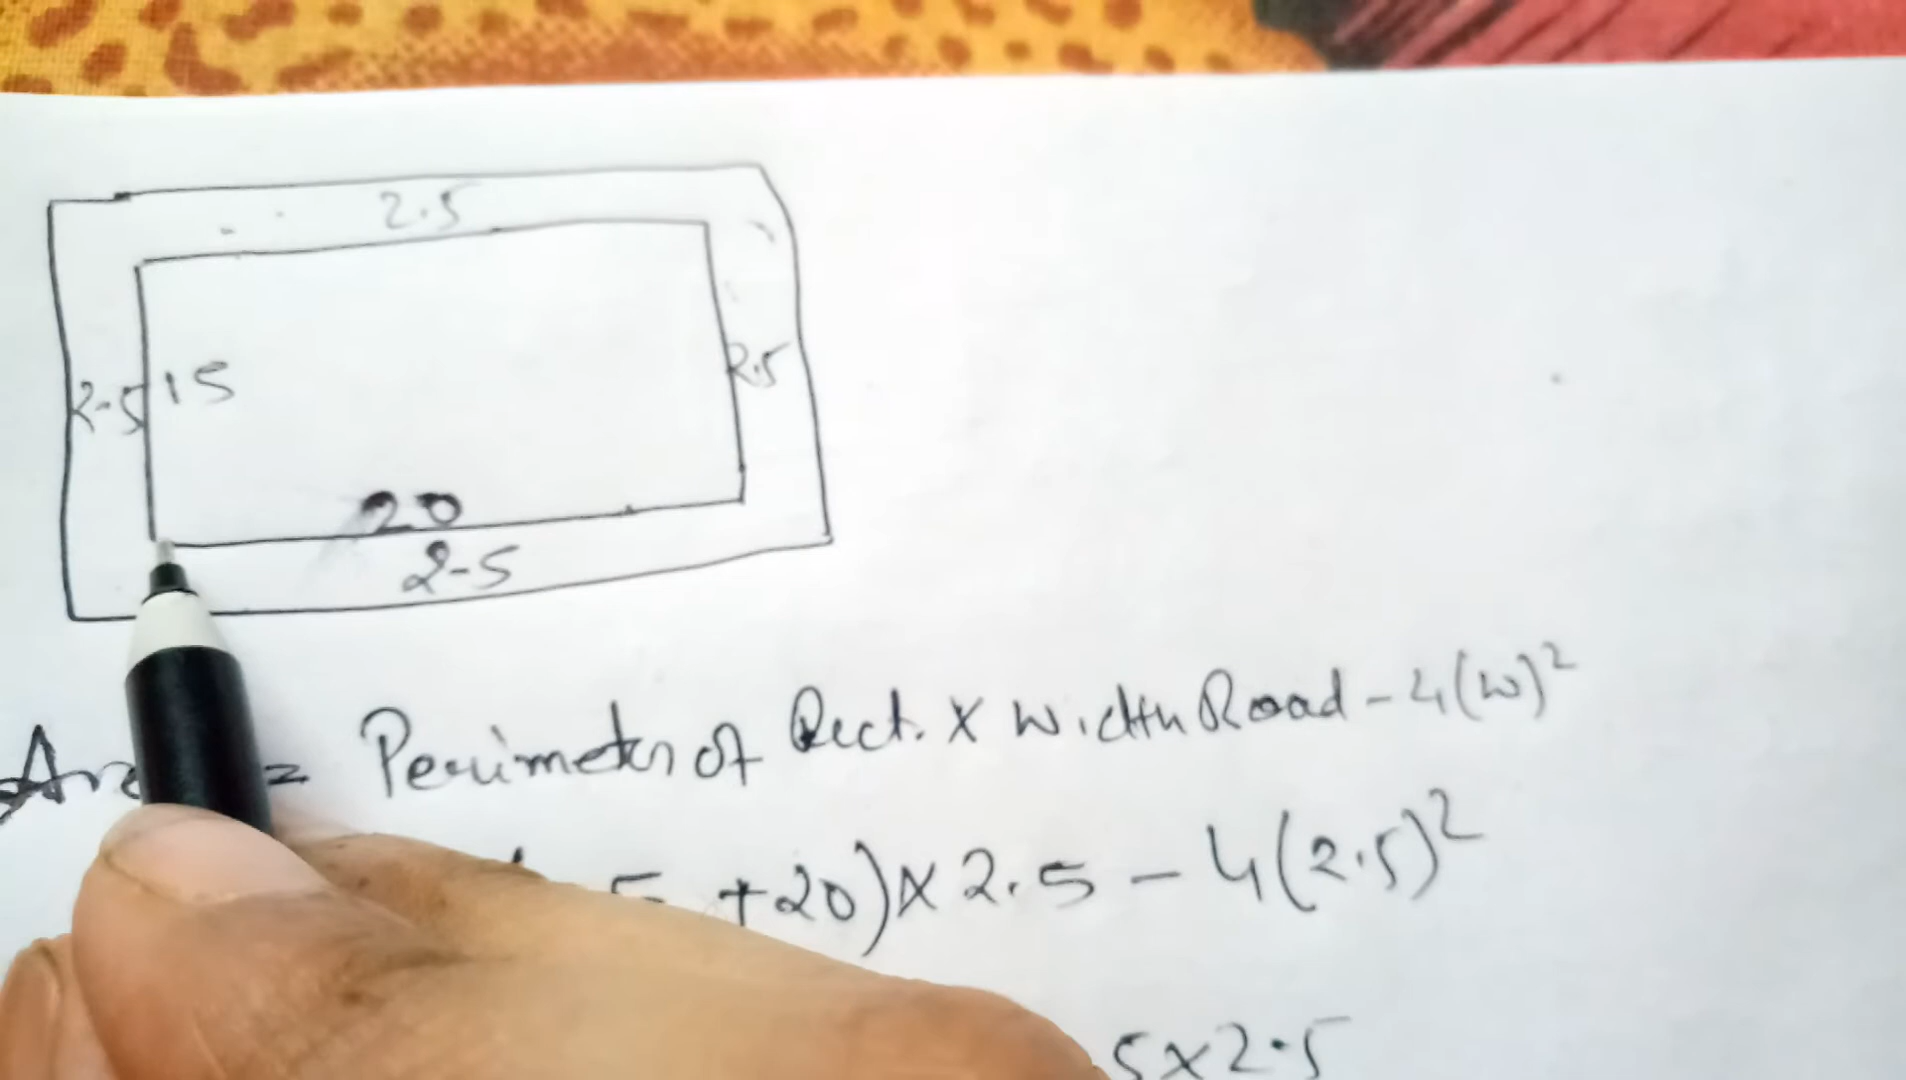 2.5
2-5 15 2.5
20
2-5
= Perimeter of Rect. X Width Road - 4(w)²
+20)X2.5 - 4(2.5)²
5x2.5